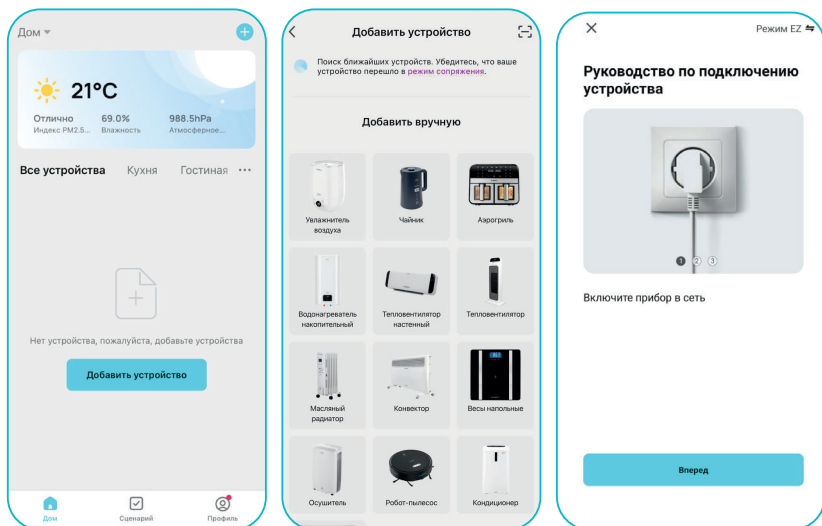 Дом
21°C
Отлично 69.0% 988.5hPa
Индекс PM2.5... Влажность Атмосферное...
Все устройства Кухня Гостиная ...
Нет устройства, пожалуйста, добавьте устройства
Добавить устройство
Дом Сценарий Профиль
Добавить устройство
Поиск ближайших устройств. Убедитесь, что ваше
устройство перешло в режим сопряжения.
Добавить вручную
Увлажнитель
воздуха
Чайник
Аэрогриль
Водонагреватель
накопительный
Тепловентилятор
настенный
Тепловентилятор
Масляный
радиатор
Конвектор
Весы напольные
Осушитель
Робот-пылесос
Кондиционер
Режим EZ
Руководство по подключению
устройства
1 2 3
Включите прибор в сеть
Вперед